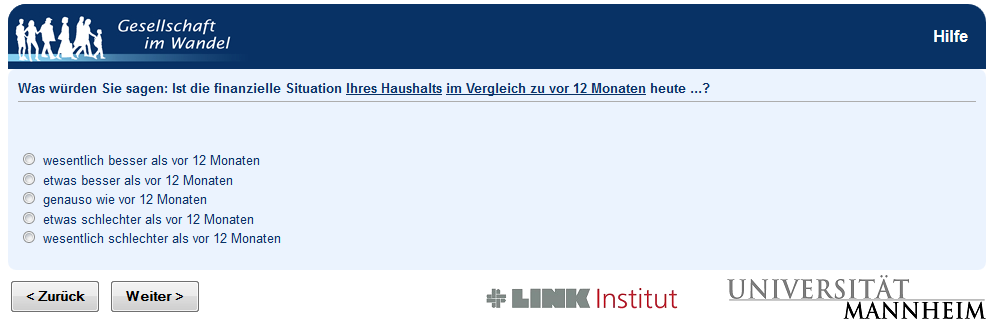 Gesellschaft
im Wandel
Hilfe
Was würden Sie sagen: Ist die finanzielle Situation Ihres Haushalts im Vergleich zu vor 12 Monaten heute ...?
wesentlich besser als vor 12 Monaten
etwas besser als vor 12 Monaten
genauso wie vor 12 Monaten
etwas schlechter als vor 12 Monaten
wesentlich schlechter als vor 12 Monaten
< Zurück
Weiter >
LINK Institut
UNIVERSITÄT
MANNHEIM